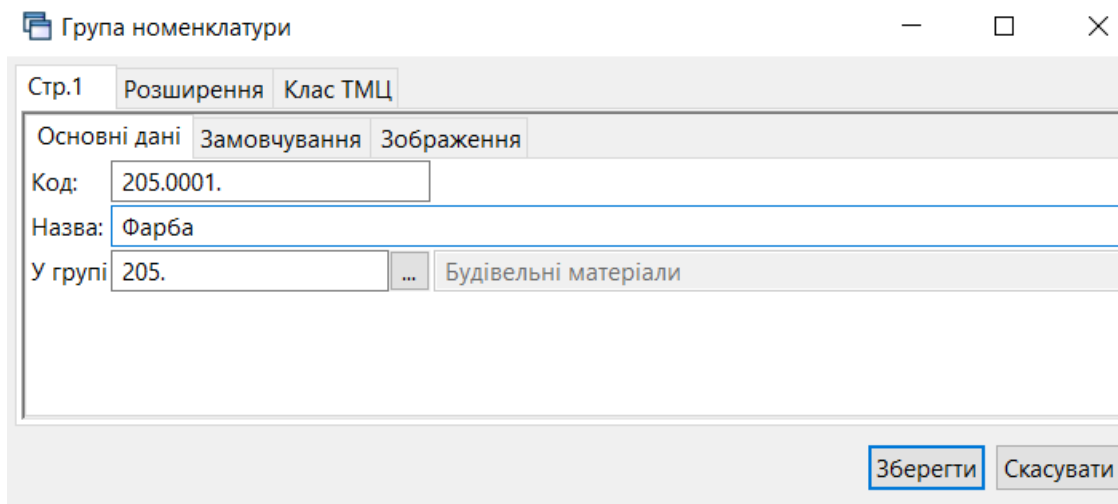 Група номенклатури
Стр.1 Розширення Клас ТМЦ
Основні дані Замовчування Зображення
Код: 205.0001.
Назва: Фарба
У групі 205. ... Будівельні матеріали
Зберегти Скасувати